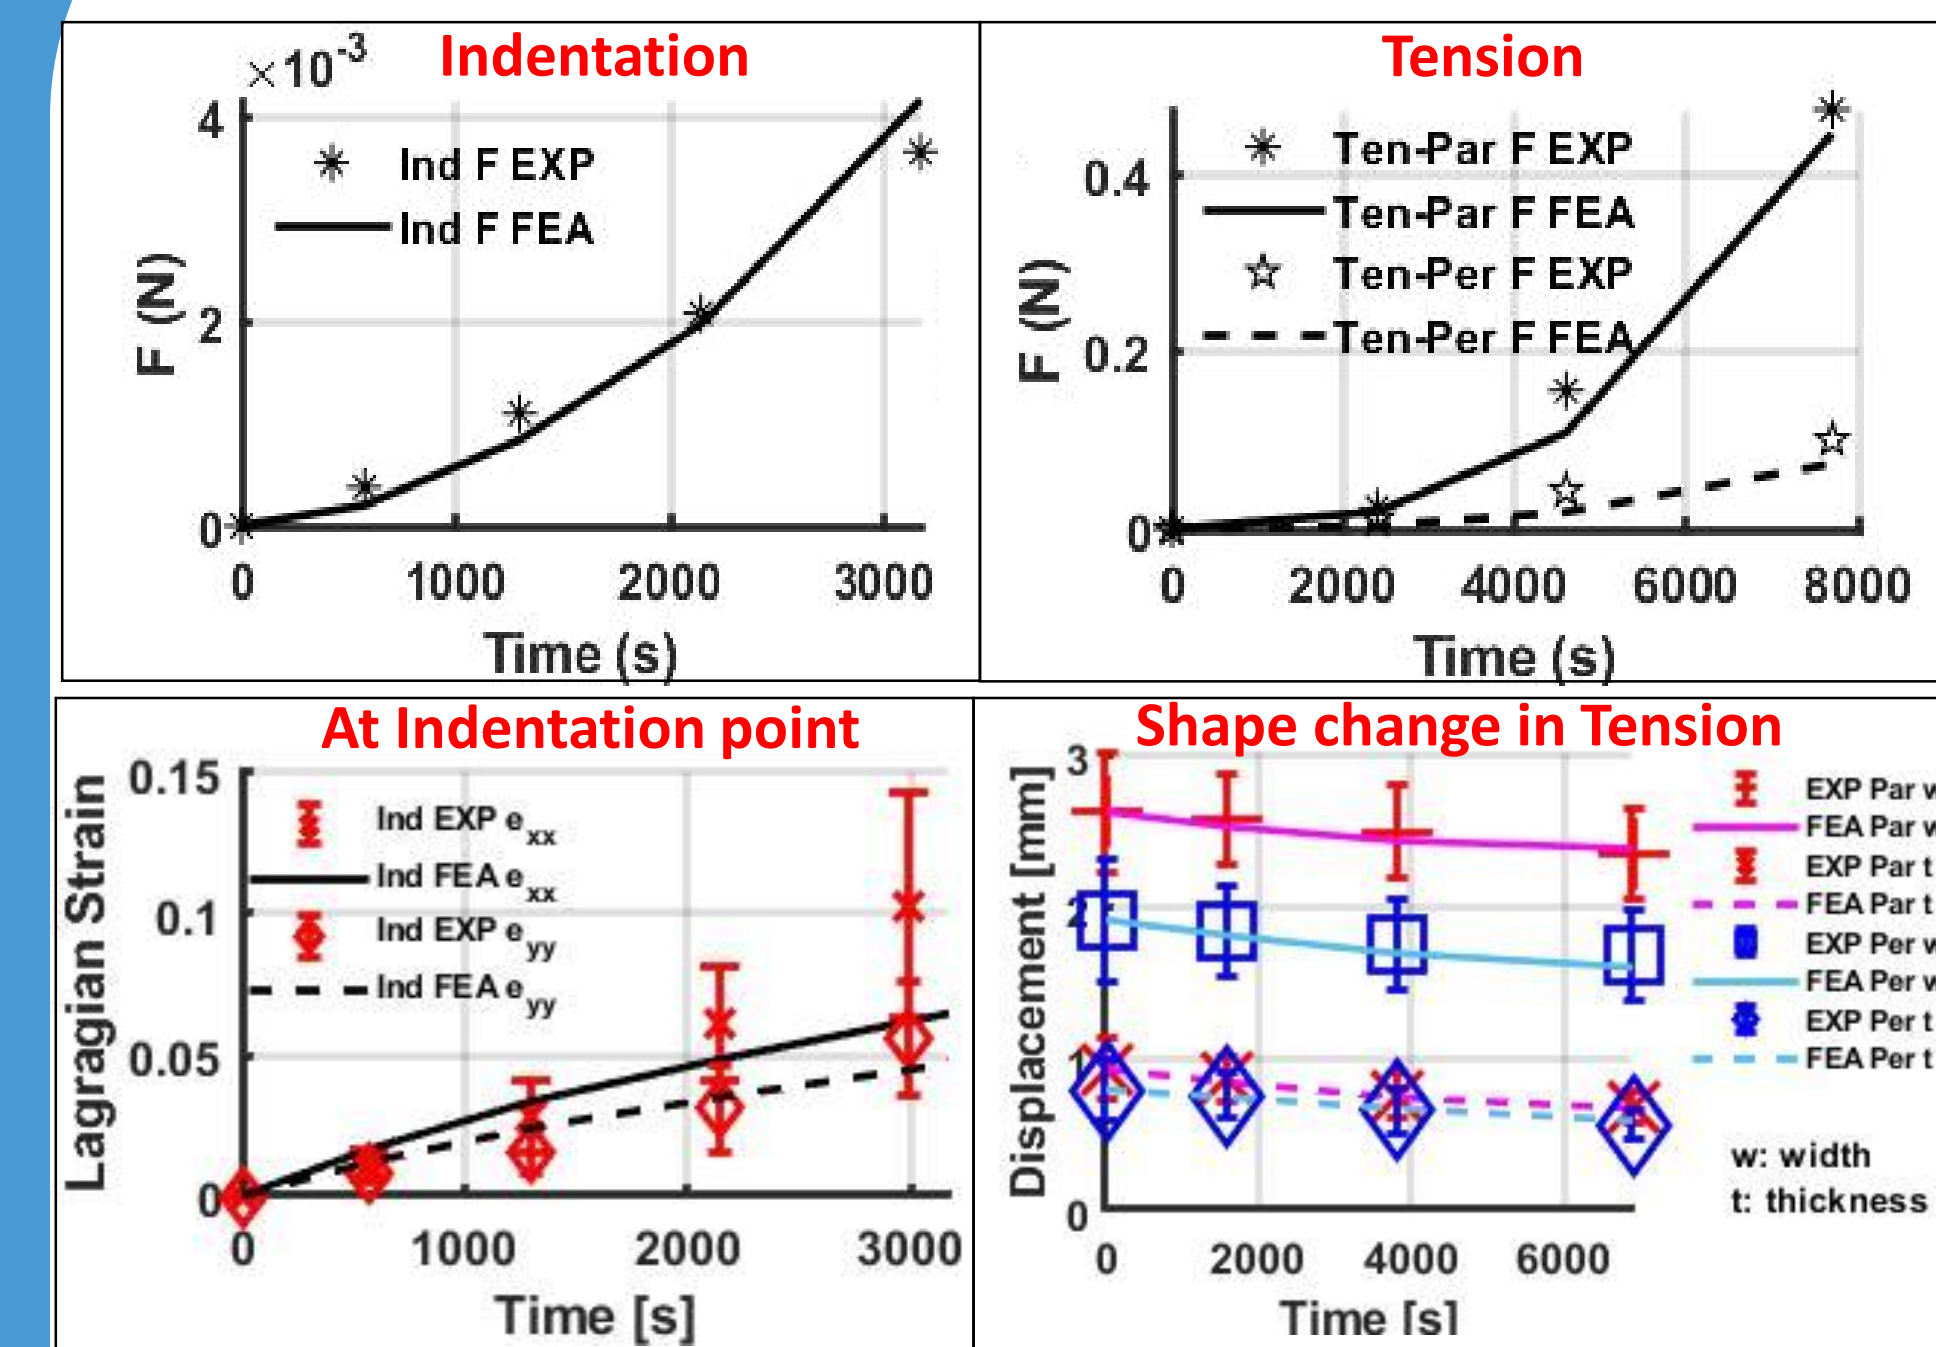 Indentation
×10-3
4
2
0
F (N)
Ind F EXP
Ind F FEA
0 1000 2000 3000
Time (s)
Tension
0.4
0.2
0
F (N)
Ten-Par F EXP
Ten-Par F FEA
Ten-Per F EXP
Ten-Per F FEA
0 2000 4000 6000 8000
Time (s)
At Indentation point
0.15
0.1
0.05
0
Lagragian Strain
Ind EXP exx
Ind FEA exx
Ind EXP eyy
Ind FEA eyy
0 1000 2000 3000
Time [s]
Shape change in Tension
3
2
1
0
Displacement [mm]
EXP Par w
FEA Par w
EXP Par t
FEA Par t
EXP Per w
FEA Per w
EXP Per t
FEA Per t
w: width
t: thickness
0 2000 4000 6000
Time [s]